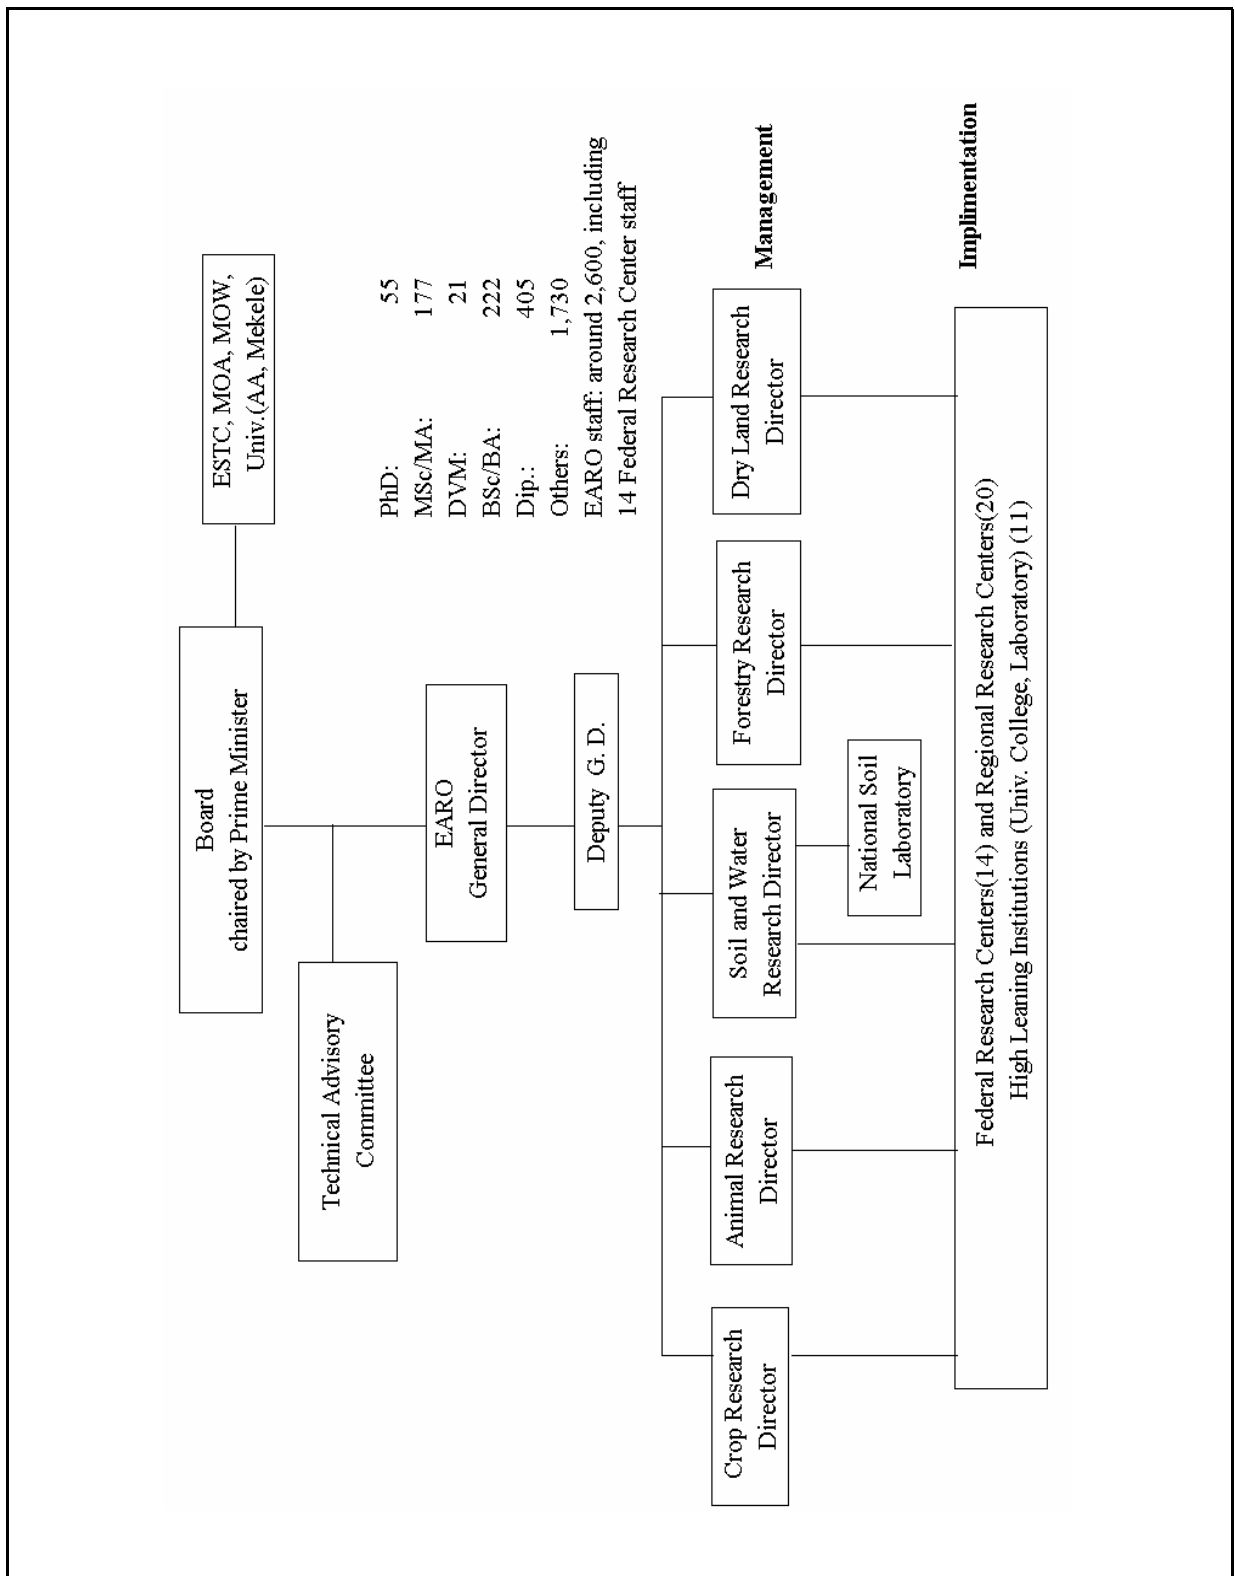 Board
chaired by Prime Minister
ESTC, MOA, MOW,
Univ.(AA, Mekele)
Technical Advisory
Committee
PhD: 55
MSc/MA: 177
DVM: 21
BSc/BA: 222
Dip.: 405
Others: 1,730
EARO staff: around 2,600, including
14 Federal Research Center staff
EARO
General Director
Deputy G. D.
Crop Research
Director
Animal Research
Director
Soil and Water
Research Director
Forestry Research
Director
Dry Land Research
Director
Management
National Soil
Laboratory
Federal Research Centers(14) and Regional Research Centers(20)
High Leaning Institutions (Univ. College, Laboratory) (11)
Implimentation